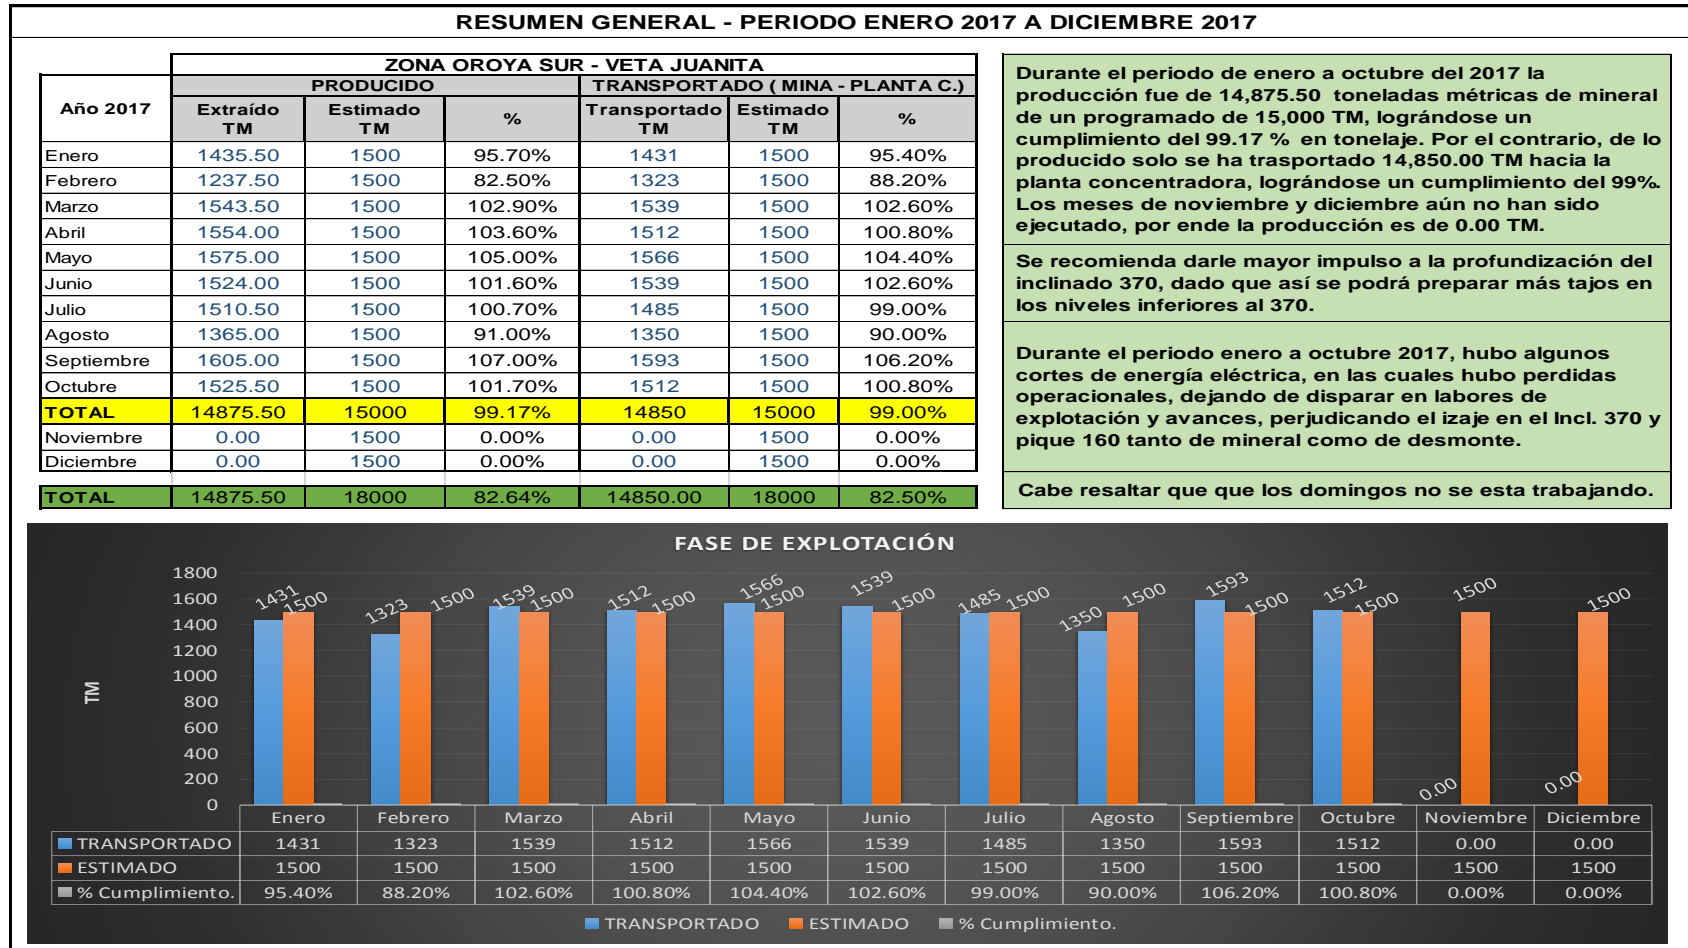 RESUMEN GENERAL - PERIODO ENERO 2017 A DICIEMBRE 2017
ZONA OROYA SUR - VETA JUANITA
Año 2017 PRODUCIDO TRANSPORTADO ( MINA - PLANTA C.)
Extraído TM Estimado TM % Transportado TM Estimado TM %
Enero 1435.50 1500 95.70% 1431 1500 95.40%
Febrero 1237.50 1500 82.50% 1323 1500 88.20%
Marzo 1543.50 1500 102.90% 1539 1500 102.60%
Abril 1554.00 1500 103.60% 1512 1500 100.80%
Mayo 1575.00 1500 105.00% 1566 1500 104.40%
Junio 1524.00 1500 101.60% 1539 1500 102.60%
Julio 1510.50 1500 100.70% 1485 1500 99.00%
Agosto 1365.00 1500 91.00% 1350 1500 90.00%
Septiembre 1605.00 1500 107.00% 1593 1500 106.20%
Octubre 1525.50 1500 101.70% 1512 1500 100.80%
TOTAL 14875.50 15000 99.17% 14850 15000 99.00%
Noviembre 0.00 1500 0.00% 0.00 1500 0.00%
Diciembre 0.00 1500 0.00% 0.00 1500 0.00%
TOTAL 14875.50 18000 82.64% 14850.00 18000 82.50%
Durante el periodo de enero a octubre del 2017 la
producción fue de 14,875.50 toneladas métricas de mineral
de un programado de 15,000 TM, lográndose un
cumplimiento del 99.17 % en tonelaje. Por el contrario, de lo
producido solo se ha trasportado 14,850.00 TM hacia la
planta concentradora, lográndose un cumplimiento del 99%.
Los meses de noviembre y diciembre aún no han sido
ejecutado, por ende la producción es de 0.00 TM.
Se recomienda darle mayor impulso a la profundización del
inclinado 370, dado que así se podrá preparar más tajos en
los niveles inferiores al 370.
Durante el periodo enero a octubre 2017, hubo algunos
cortes de energía eléctrica, en las cuales hubo perdidas
operacionales, dejando de disparar en labores de
explotación y avances, perjudicando el izaje en el Incl. 370 y
pique 160 tanto de mineral como de desmonte.
Cabe resaltar que que los domingos no se esta trabajando.
FASE DE EXPLOTACIÓN
TM
1800
1600
1400
1200
1000
800
600
400
200
0
1431 1500 1323 1500 1539 1500 1512 1500 1566 1500 1539 1500 1485 1500 1350 1500 1593 1500 1512 1500 0.00 1500 0.00 1500
Enero Febrero Marzo Abril Mayo Junio Julio Agosto Septiembre Octubre Noviembre Diciembre
TRANSPORTADO 1431 1323 1539 1512 1566 1539 1485 1350 1593 1512 0.00 0.00
ESTIMADO 1500 1500 1500 1500 1500 1500 1500 1500 1500 1500 1500 1500
% Cumplimiento. 95.40% 88.20% 102.60% 100.80% 104.40% 102.60% 99.00% 90.00% 106.20% 100.80% 0.00% 0.00%
TRANSPORTADO ESTIMADO % Cumplimiento.